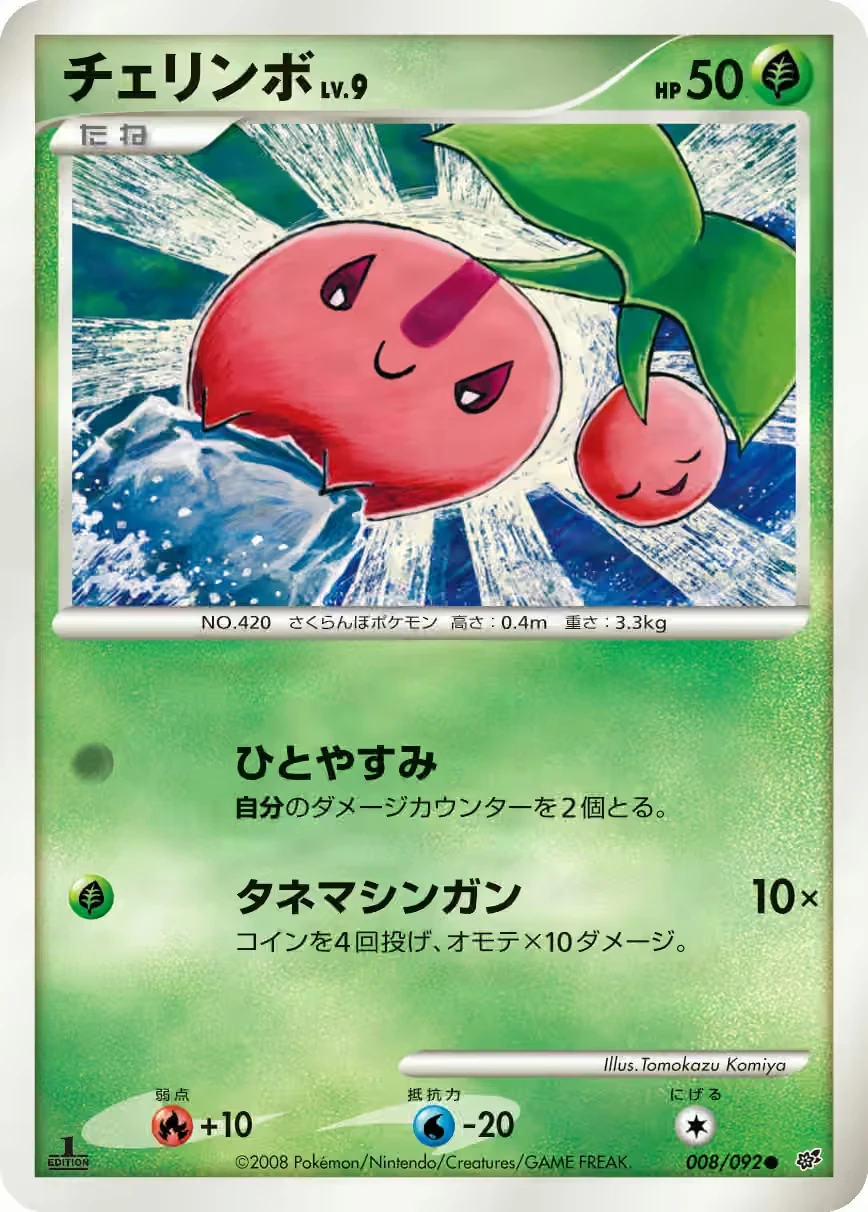 チェリンボ LV.9 HP 50
たね
NO.420 さくらんぼポケモン 高さ：0.4m 重さ：3.3kg
ひとやすみ
自分のダメージカウンターを2個とる。
タネマシンガン 10×
コインを4回投げ、オモテ×10ダメージ。
Illus.Tomokazu Komiya
弱点 抵抗力 にげる
+10 -20
1 EDITION
©2008 Pokémon/Nintendo/Creatures/GAME FREAK. 008/092●